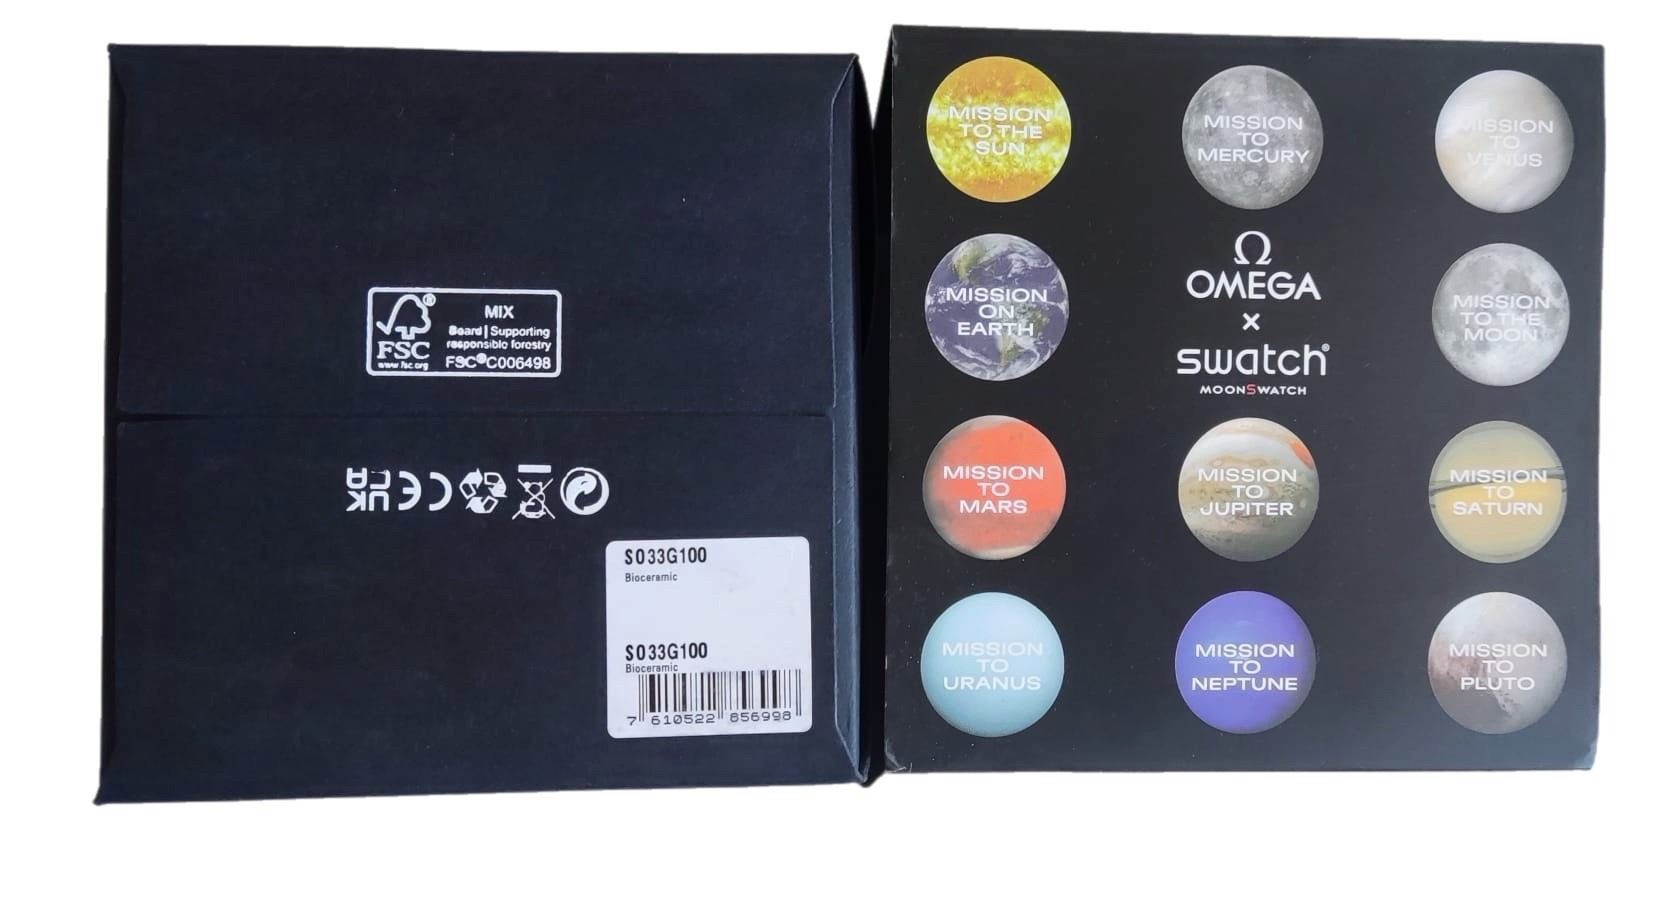 MIX
Board | Supporting
responsible forestry
FSC®C006498
FSC
www.fsc.org
UK
CA
CE
S033G100
Bioceramic
S033G100
Bioceramic
7 610522 856998
MISSION
TO THE
SUN
MISSION
TO
MERCURY
MISSION
TO
VENUS
MISSION
ON
EARTH
Ω
OMEGA
×
swatch®
MOONSWATCH
MISSION
TO THE
MOON
MISSION
TO
MARS
MISSION
TO
JUPITER
MISSION
TO
SATURN
MISSION
TO
URANUS
MISSION
TO
NEPTUNE
MISSION
TO
PLUTO